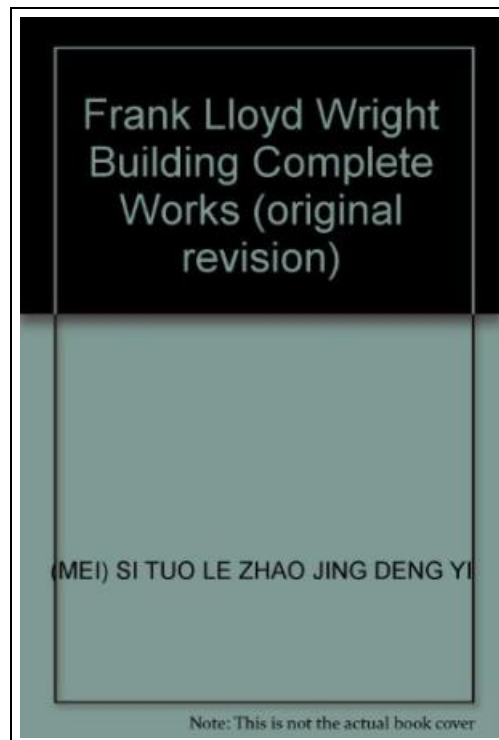 Frank Lloyd Wright
Building Complete
Works (original
revision)
(MEI) SI TUO LE ZHAO JING DENG YI
Note: This is not the actual book cover